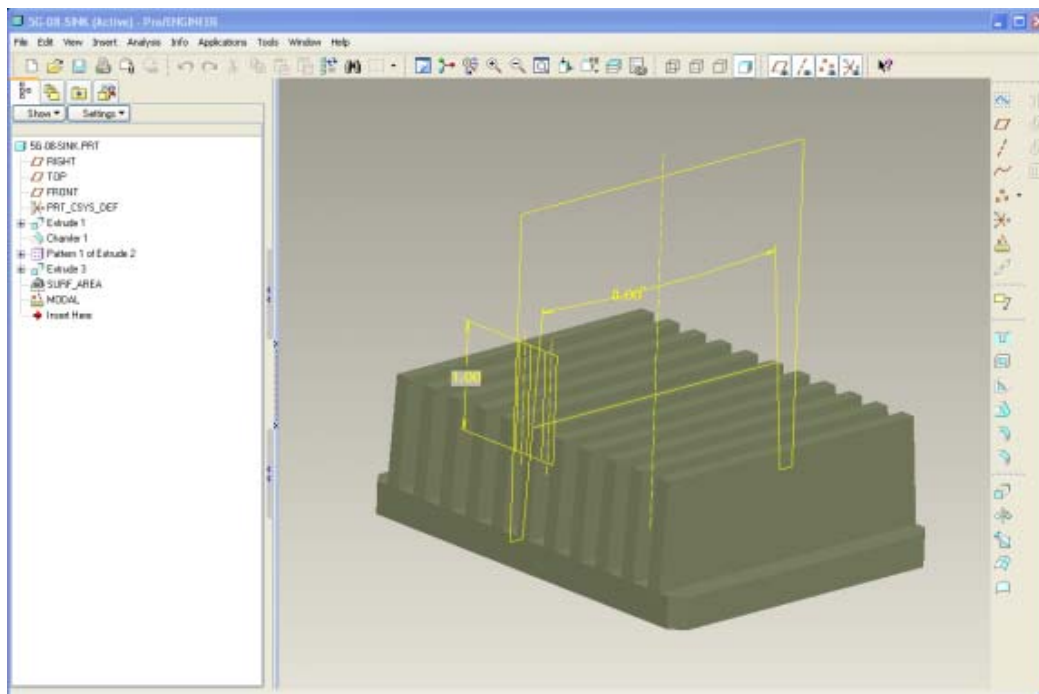 5G-08-SINK (Active) - Pro/ENGINEER
File Edit View Insert Analysis Info Applications Tools Window Help
Show Settings
5G-08-SINK.PRT
RIGHT
TOP
FRONT
PRT_CSYS_DEF
Extrude 1
Chamfer 1
Pattern 1 of Extrude 2
Extrude 3
SURF_AREA
MODAL
Insert Here
8.00°
1.00